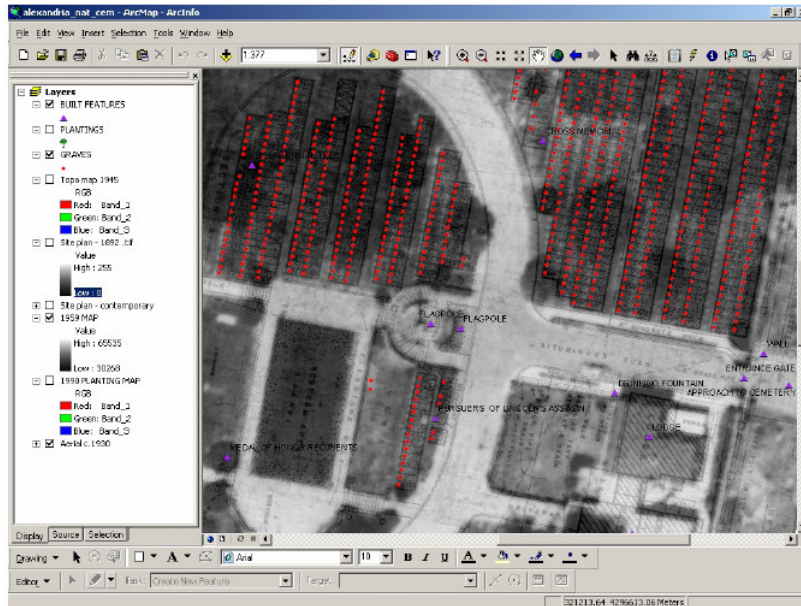 alexandria_nat_cem - ArcMap - ArcInfo
File Edit View Insert Selection Tools Window Help
1:377
Layers
BUILT FEATURES
PLANTINGS
GRAVES
Topo map 1945
RGB
Red: Band_1
Green: Band_2
Blue: Band_3
Site plan - 1892 .tif
Value
High : 255
Low : 0
Site plan - contemporary
1959 MAP
Value
High : 65535
Low : 30268
1990 PLANTING MAP
RGB
Red: Band_1
Green: Band_2
Blue: Band_3
Aerial c.1930
CROSS MEMORIAL
FLAGPOLE
FLAGPOLE
WALL
ENTRANCE GATE
DRINKING FOUNTAIN
APPROACH TO CEMETERY
PURSUERS OF LINCOLN'S ASSASIN
LODGE
MEDAL OF HONOR RECIPIENTS
Display Source Selection
Drawing A Arial 10 B I U A
Editor Task: Create New Feature Target:
321213.64 4296613.06 Meters